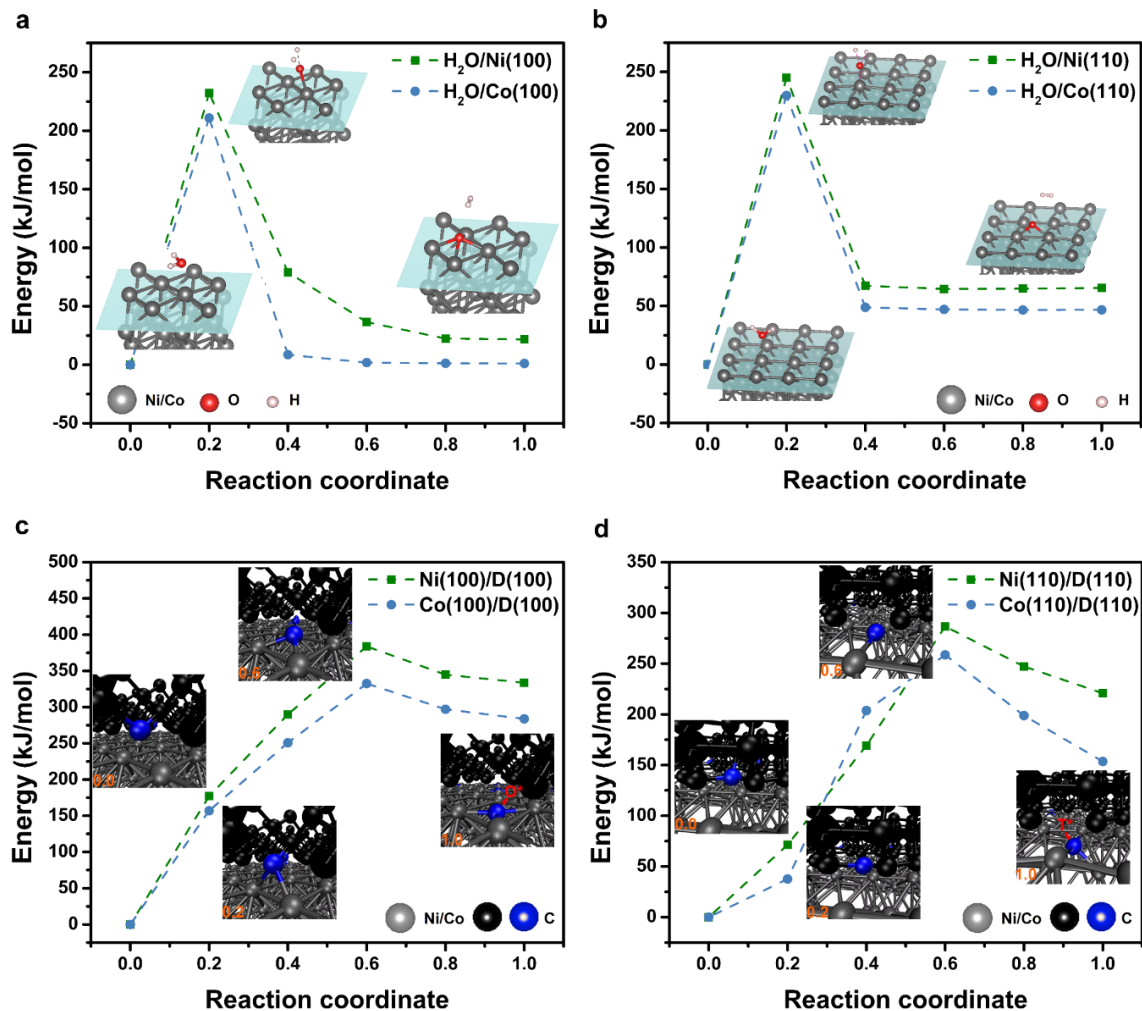 a
H2O/Ni(100)
H2O/Co(100)
Energy (kJ/mol)
250
200
150
100
50
0
-50
Ni/Co O H
0.0 0.2 0.4 0.6 0.8 1.0
Reaction coordinate
b
H2O/Ni(110)
H2O/Co(110)
Energy (kJ/mol)
250
200
150
100
50
0
-50
Ni/Co O H
0.0 0.2 0.4 0.6 0.8 1.0
Reaction coordinate
c
Ni(100)/D(100)
Co(100)/D(100)
Energy (kJ/mol)
500
450
400
350
300
250
200
150
100
50
0
0.6
0.0
0.2
O'
1.0
Ni/Co C
0.0 0.2 0.4 0.6 0.8 1.0
Reaction coordinate
d
Ni(110)/D(110)
Co(110)/D(110)
Energy (kJ/mol)
350
300
250
200
150
100
50
0
0.6
0.0
0.2
T'
1.0
Ni/Co C
0.0 0.2 0.4 0.6 0.8 1.0
Reaction coordinate